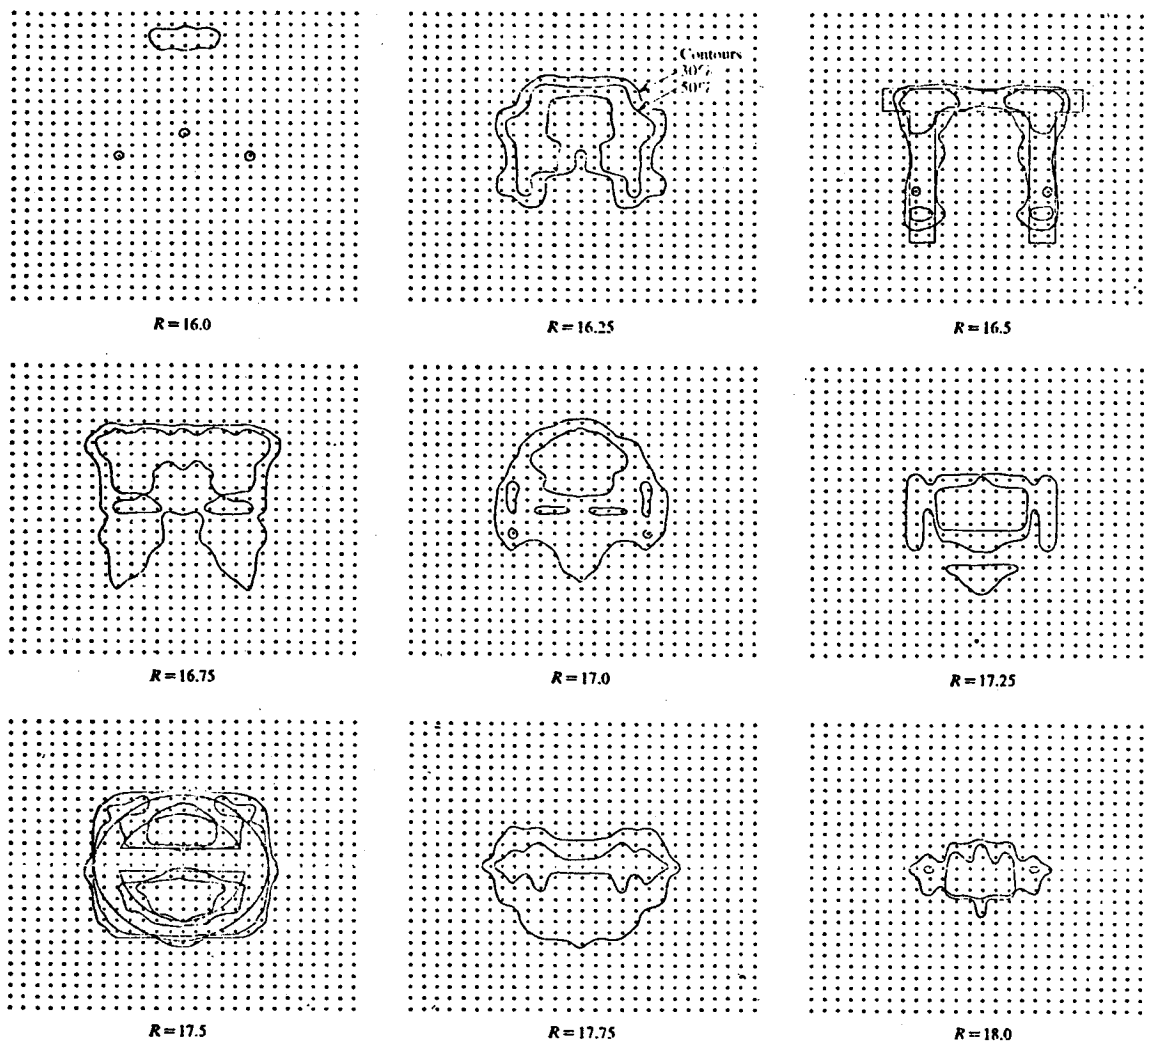 R = 16.0
Contours
30%
50%
R = 16.25
R = 16.5
R = 16.75
R = 17.0
R = 17.25
R = 17.5
R = 17.75
R = 18.0